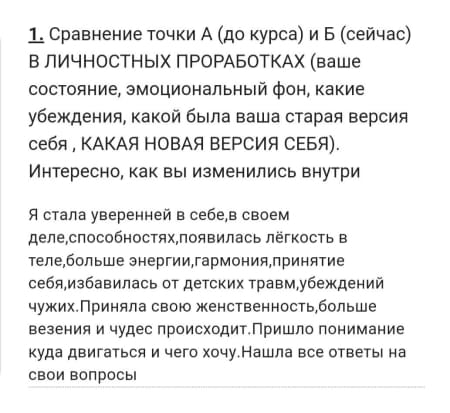 1. Сравнение точки А (до курса) и Б (сейчас)
В ЛИЧНОСТНЫХ ПРОРАБОТКАХ (ваше
состояние, эмоциональный фон, какие
убеждения, какой была ваша старая версия
себя , КАКАЯ НОВАЯ ВЕРСИЯ СЕБЯ).
Интересно, как вы изменились внутри
Я стала уверенней в себе,в своем
деле,способностях,появилась лёгкость в
теле,больше энергии,гармония,принятие
себя,избавилась от детских травм,убеждений
чужих.Приняла свою женственность,больше
везения и чудес происходит.Пришло понимание
куда двигаться и чего хочу.Нашла все ответы на
свои вопросы